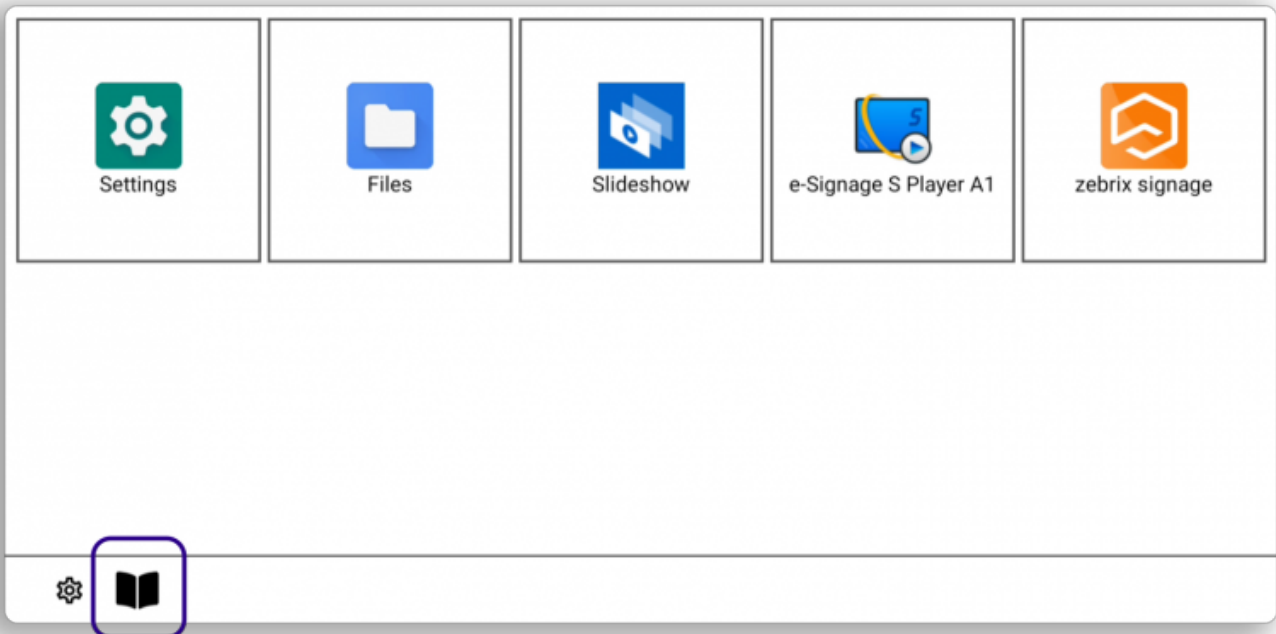 Settings
Files
Slideshow
e-Signage S Player A1
zebrix signage